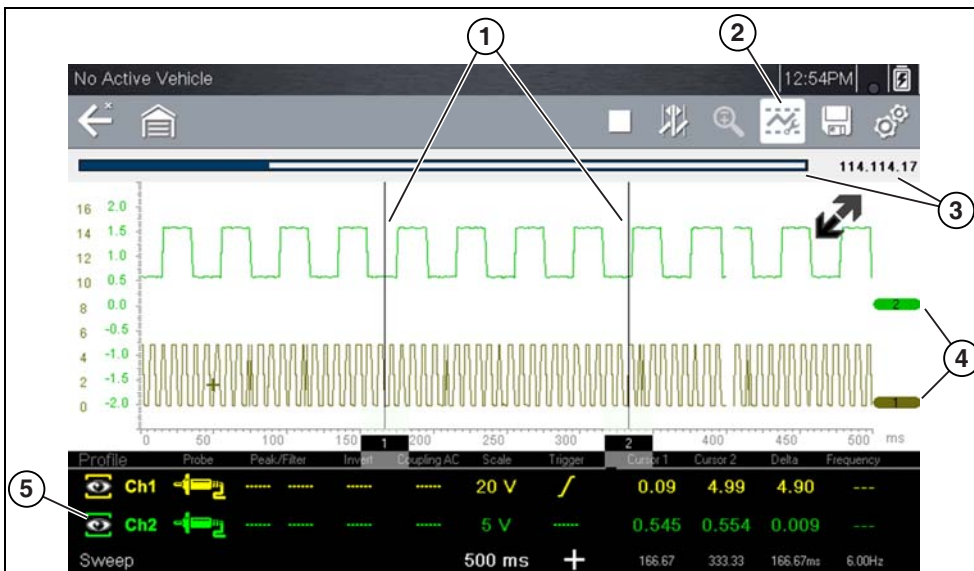 1
2
No Active Vehicle 12:54PM
114.114.17
3
16 2.0
14 1.5
12 1.0
10 0.5
8 0.0
6 -0.5
4 -1.0
2 -1.5
0 -2.0
2
4
1
0 50 100 150 1 200 250 300 2 400 450 500 ms
Profile Probe Peak/Filter Invert Coupling AC Scale Trigger Cursor 1 Cursor 2 Delta Frequency
Ch1 ------ ------ ------ ------ 20 V 0.09 4.99 4.90 ---
5
Ch2 ------ ------ ------ ------ 5 V ------ 0.545 0.554 0.009 ---
Sweep 500 ms + 166.67 333.33 166.67ms 6.00Hz